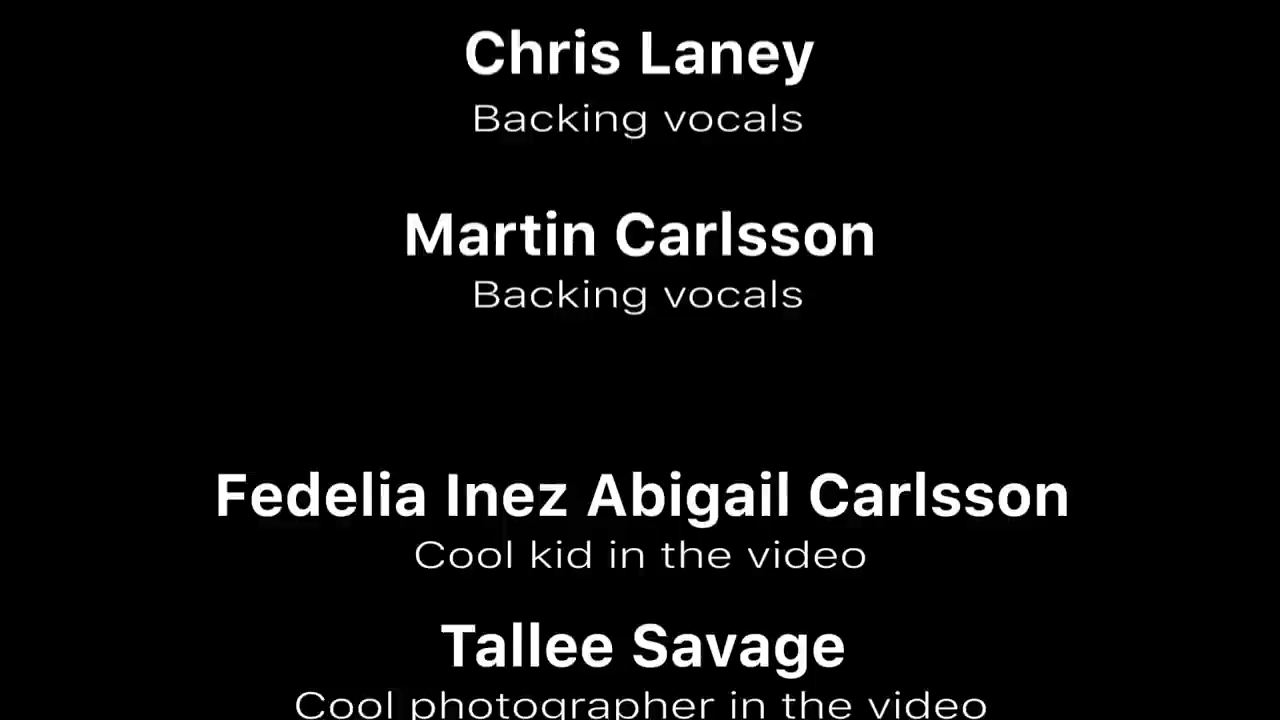 Chris Laney
Backing vocals
Martin Carlsson
Backing vocals
Fedelia Inez Abigail Carlsson
Cool kid in the video
Tallee Savage
Cool photographer in the video